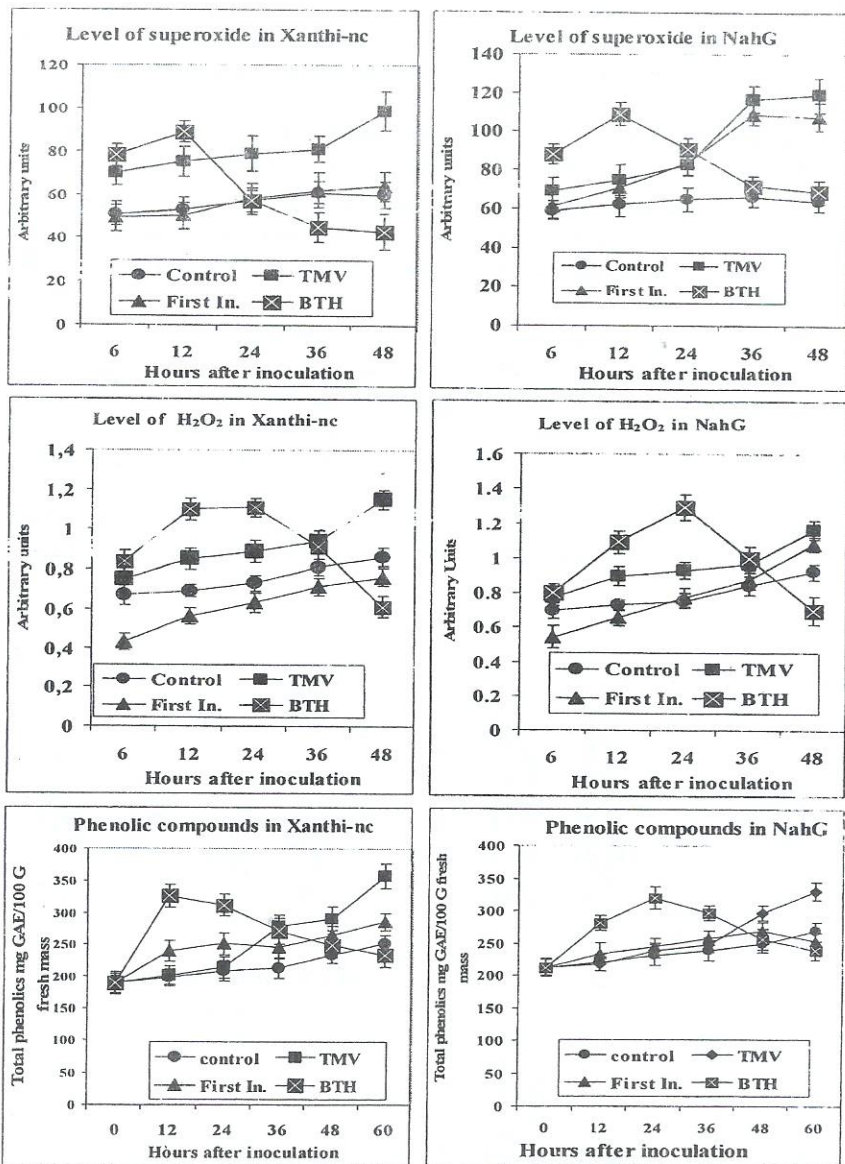 Level of superoxide in Xanthi-nc
Arbitrary units
120
100
80
60
40
20
0
Control
TMV
First In.
BTH
6 12 24 36 48
Hours after inoculation
Level of superoxide in NahG
Arbitrary units
140
120
100
80
60
40
20
0
Control
TMV
First In.
BTH
6 12 24 36 48
Hours after inoculation
Level of H₂O₂ in Xanthi-nc
Arbitrary units
1,4
1,2
1
0,8
0,6
0,4
0,2
0
Control
TMV
First In.
BTH
6 12 24 36 48
Hours after inoculation
Level of H₂O₂ in NahG
Arbitrary Units
1.6
1.4
1.2
1
0.8
0.6
0.4
0.2
0
Control
TMV
First In.
BTH
6 12 24 36 48
Hours after inoculation
Phenolic compounds in Xanthi-nc
Total phenolics mg GAE/100 G
fresh mass
400
350
300
250
200
150
100
50
0
control
TMV
First In.
BTH
0 12 24 36 48 60
Hours after inoculation
Phenolic compounds in NahG
Total phenolics mg GAE/100 G fresh
mass
400
350
300
250
200
150
100
50
0
control
TMV
First In.
BTH
0 12 24 36 48 60
Hours after inoculation